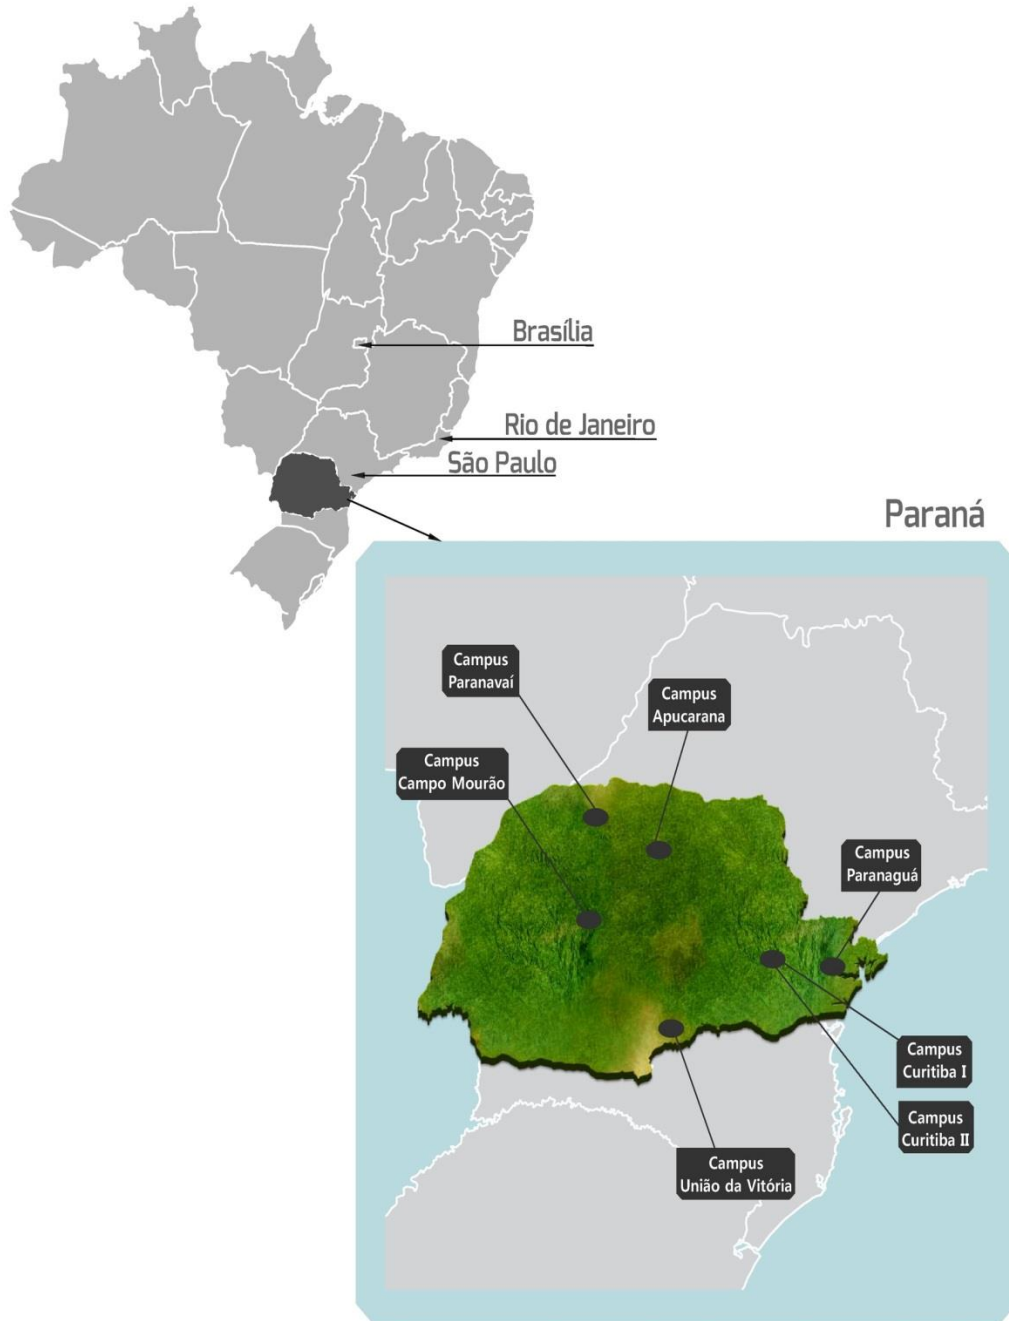 Brasília
Rio de Janeiro
São Paulo
Paraná
Campus
Paranavaí
Campus
Apucarana
Campus
Campo Mourão
Campus
Paranaguá
Campus
Curitiba I
Campus
Curitiba II
Campus
União da Vitória